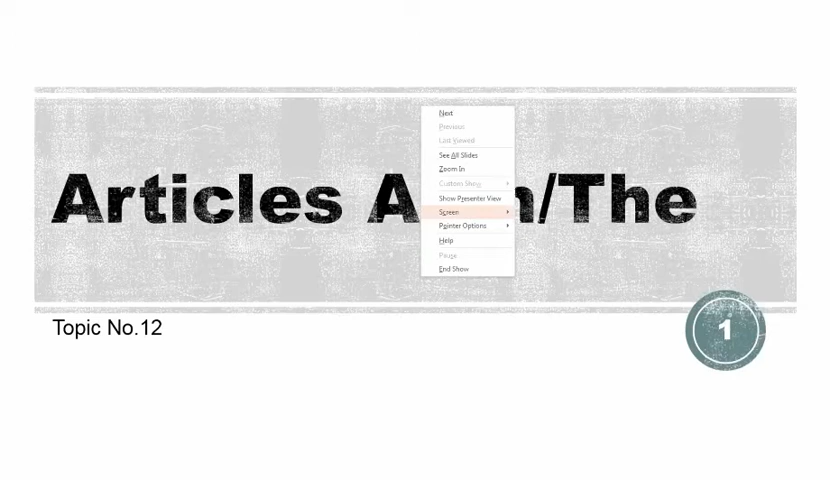 Articles A n/The
Next
Previous
Last Viewed
See All Slides
Zoom In
Custom Show
Show Presenter View
Screen
Pointer Options
Help
Pause
End Show
Topic No.12
1